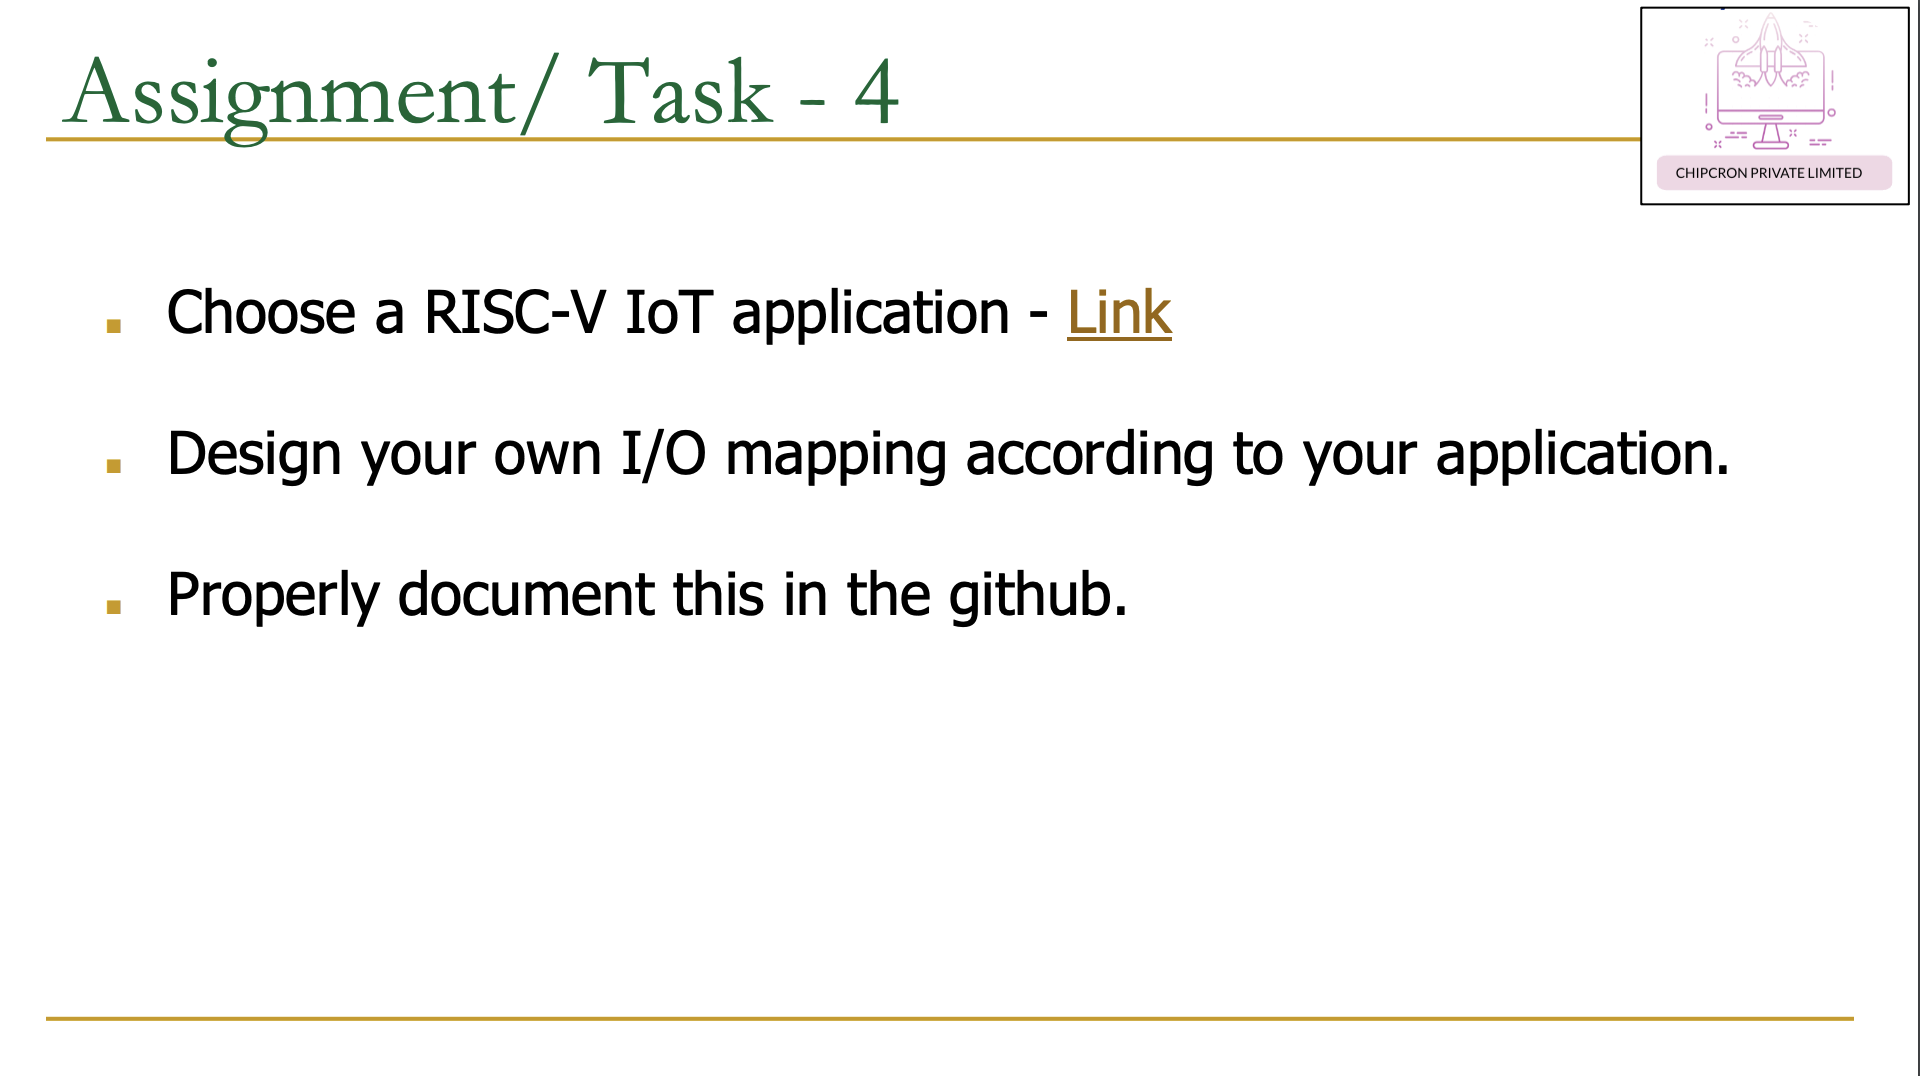 Assignment/ Task - 4
CHIPCRON PRIVATE LIMITED
Choose a RISC-V IoT application - Link
Design your own I/O mapping according to your application.
Properly document this in the github.